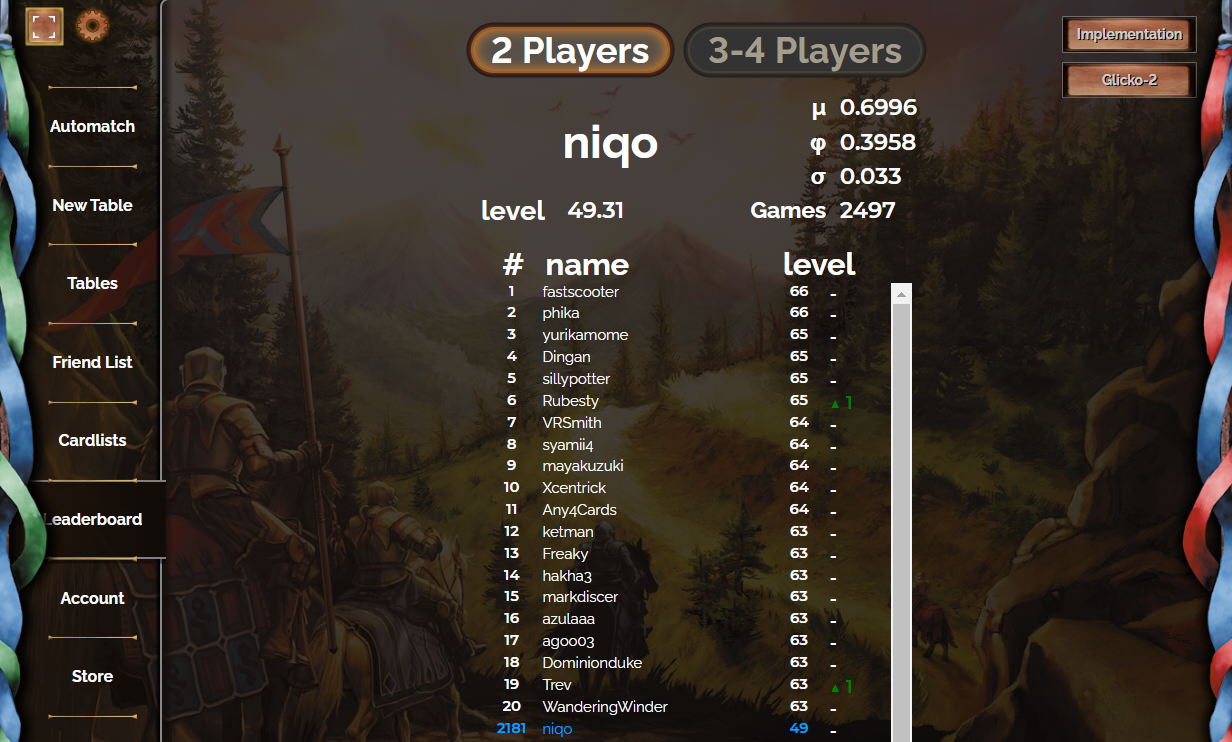 2 Players 3-4 Players
Implementation
Glicko-2
Automatch
New Table
Tables
Friend List
Cardlists
Leaderboard
Account
Store
niqo
μ 0.6996
φ 0.3958
σ 0.033
level 49.31 Games 2497
# name level
1 fastscooter 66 -
2 phika 66 -
3 yurikamome 65 -
4 Dingan 65 -
5 sillypotter 65 -
6 Rubesty 65 ▲ 1
7 VRSmith 64 -
8 syamii4 64 -
9 mayakuzuki 64 -
10 Xcentrick 64 -
11 Any4Cards 64 -
12 ketman 63 -
13 Freaky 63 -
14 hakha3 63 -
15 markdiscer 63 -
16 azulaaa 63 -
17 agoo03 63 -
18 Dominionduke 63 -
19 Trev 63 ▲ 1
20 WanderingWinder 63 -
2181 niqo 49 -